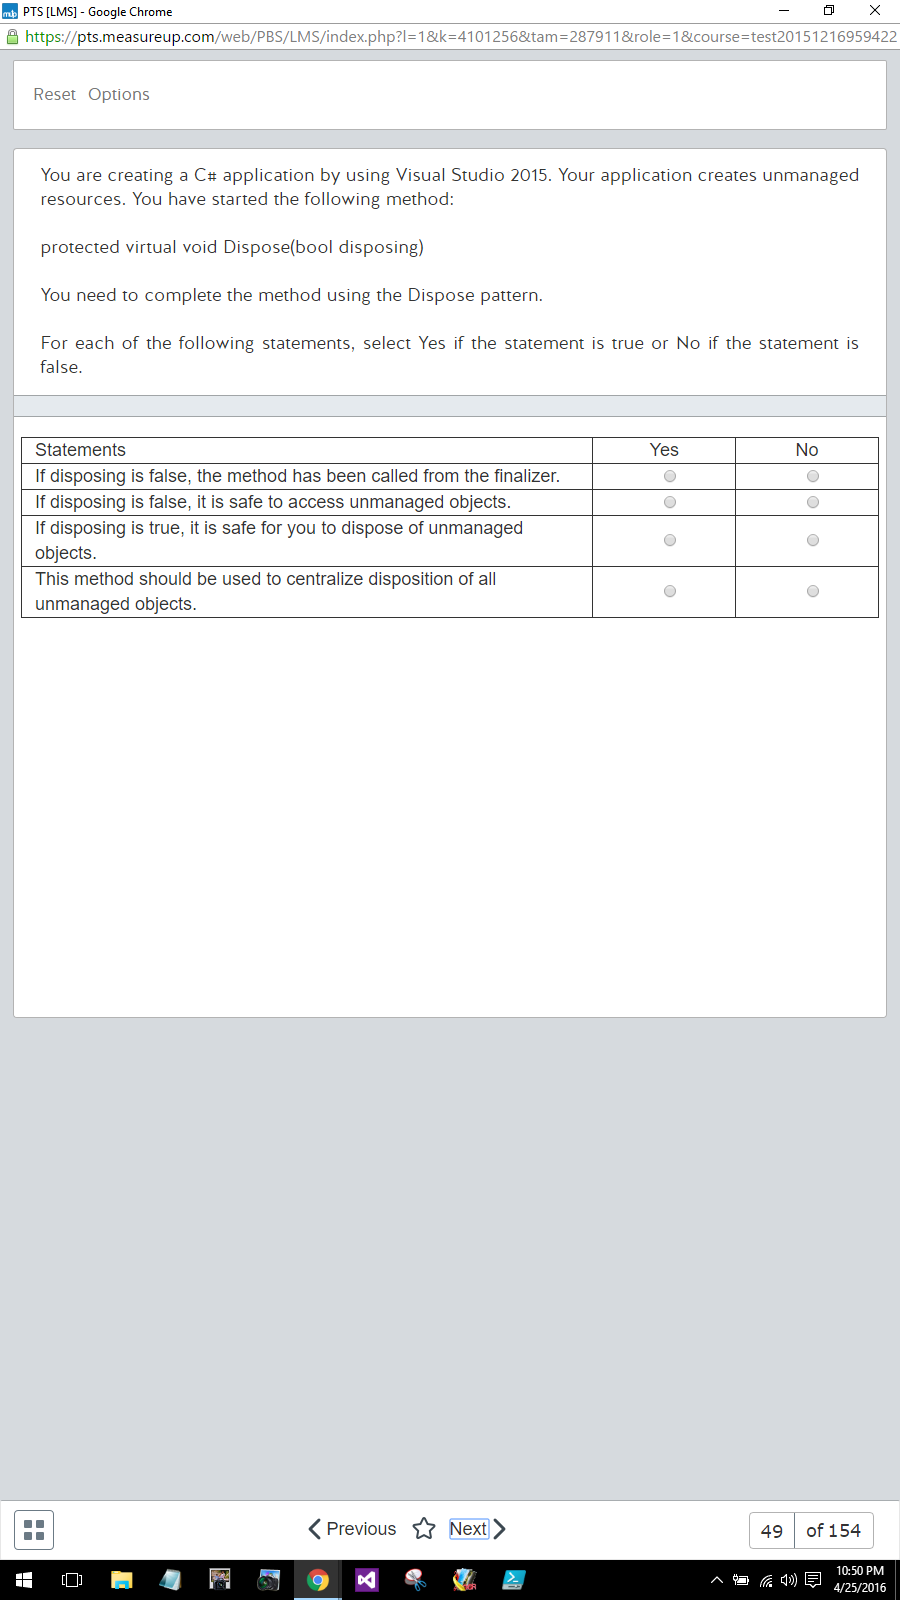 PTS [LMS] - Google Chrome
https://pts.measureup.com/web/PBS/LMS/index.php?l=1&k=4101256&tam=287911&role=1&course=test20151216959422
Reset Options
You are creating a C# application by using Visual Studio 2015. Your application creates unmanaged
resources. You have started the following method:
protected virtual void Dispose(bool disposing)
You need to complete the method using the Dispose pattern.
For each of the following statements, select Yes if the statement is true or No if the statement is
false.
Statements Yes No
If disposing is false, the method has been called from the finalizer.
If disposing is false, it is safe to access unmanaged objects.
If disposing is true, it is safe for you to dispose of unmanaged
objects.
This method should be used to centralize disposition of all
unmanaged objects.
Previous Next 49 of 154
10:50 PM
4/25/2016